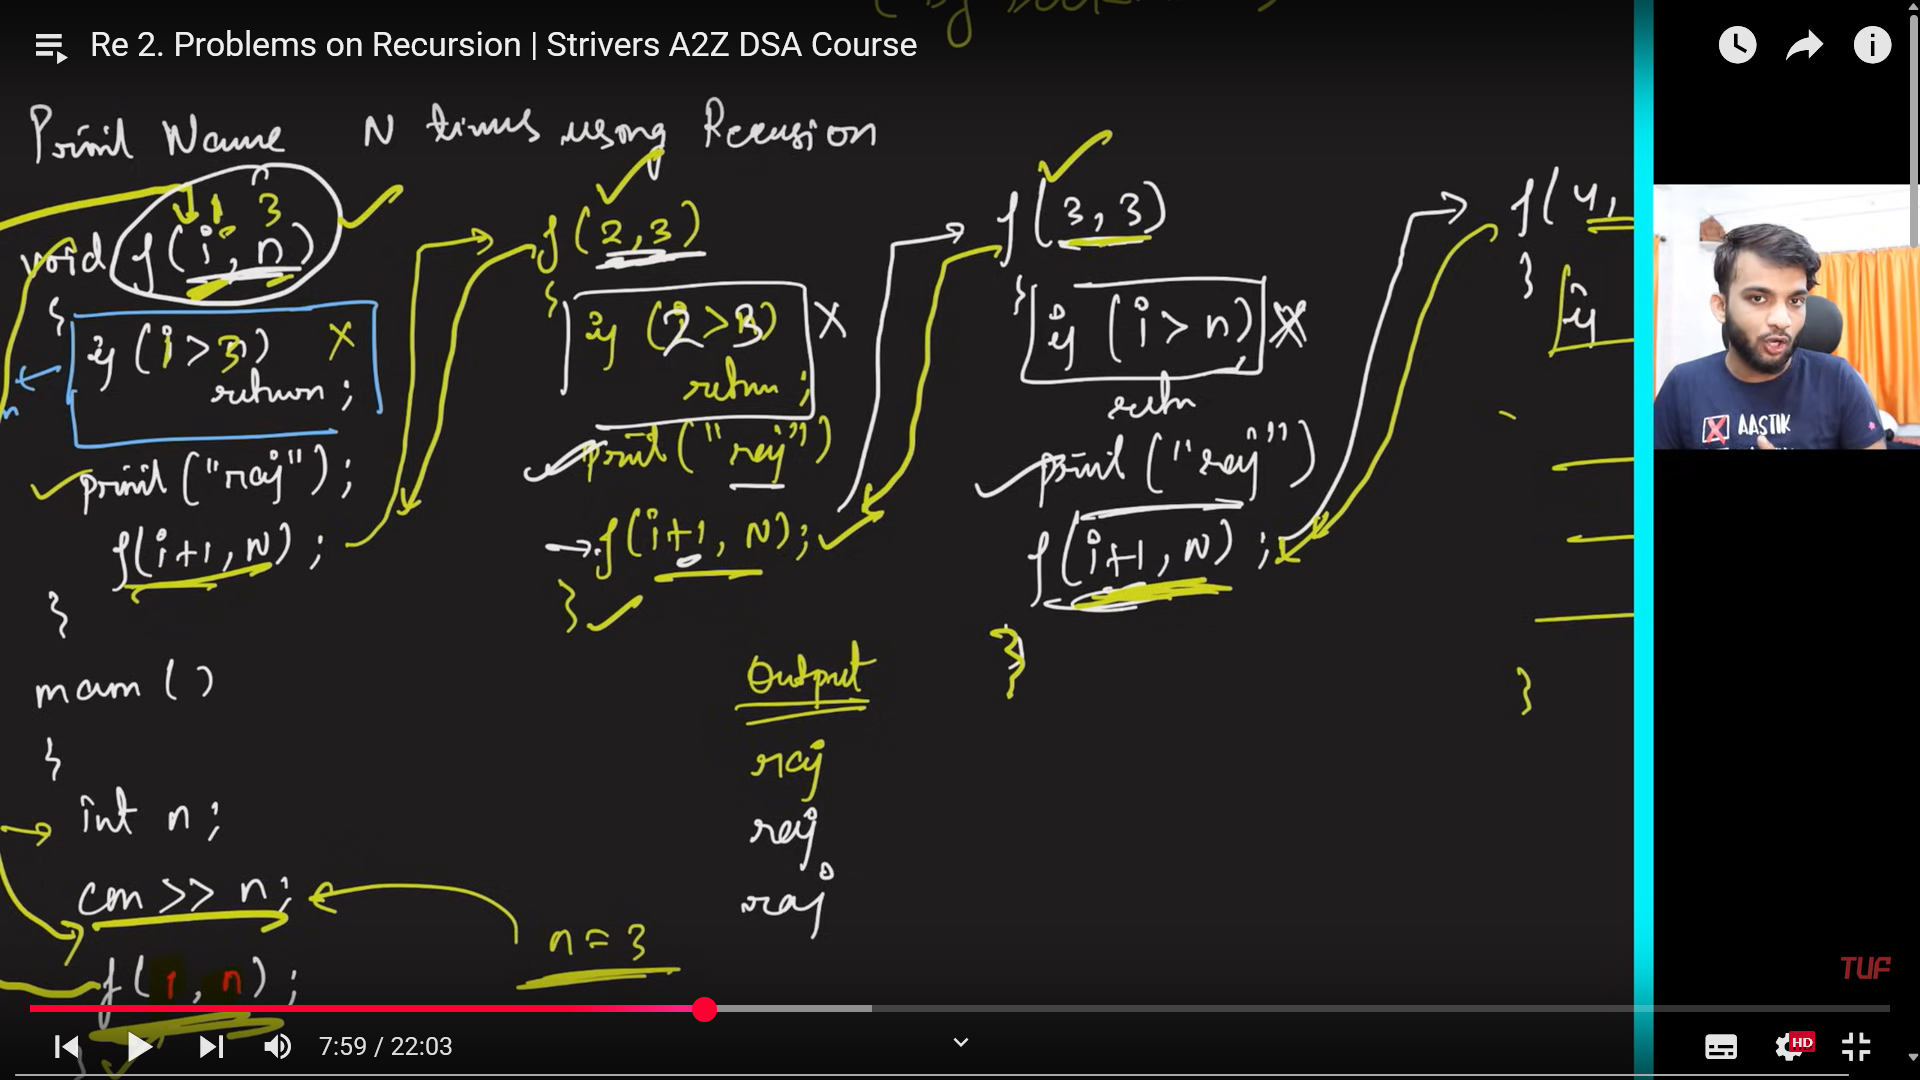 Re 2. Problems on Recursion | Strivers A2Z DSA Course
Print Name N times using Recursion
1 3
void f(i, n)
{
if (i > 3)
return;
print("raj");
f(i+1, N);
}
main()
{
int n;
cin >> n;
f(1, n);
}
n = 3
f(2,3)
{
if (2>3)
return;
print("raj")
f(i+1, N);
}
f(3, 3)
{
if (i > n)
retn
print("raj")
f(i+1, N);
}
f(4,
{
if
}
Output
raj
raj
raj
AASTIK
TUF
7:59 / 22:03
HD